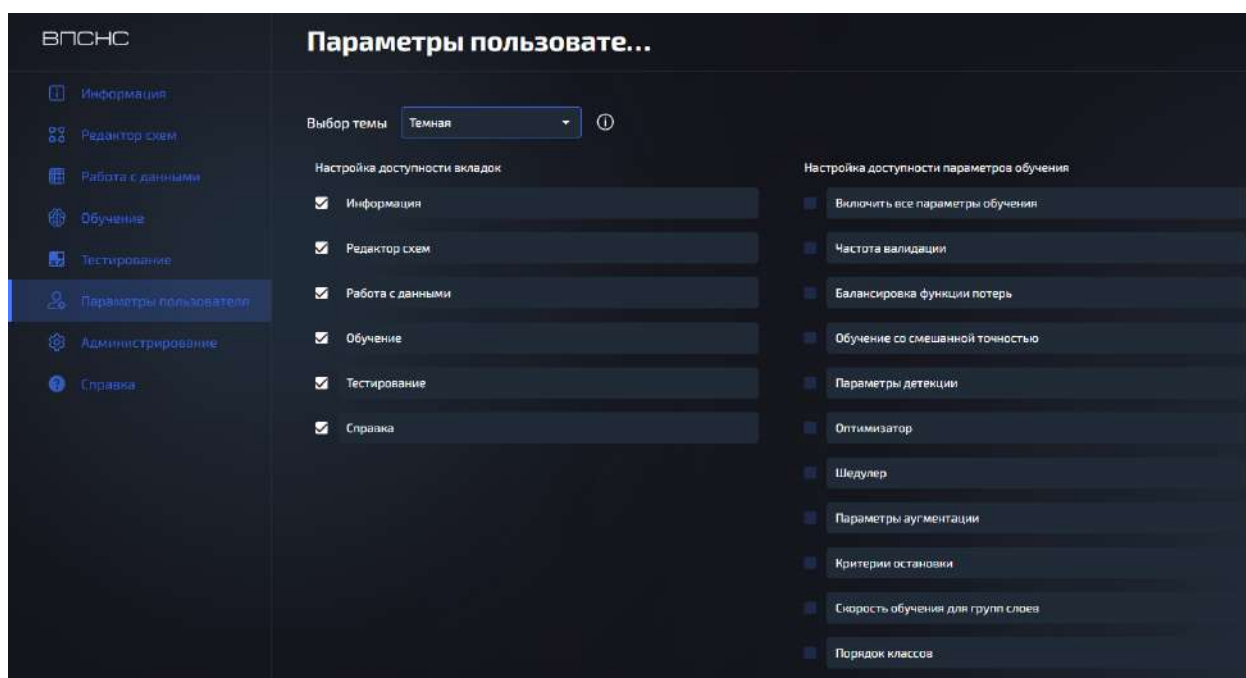 ВПСНС
Параметры пользовате...
Информация
Редактор схем
Работа с данными
Обучение
Тестирование
Параметры пользователя
Администрирование
Справка
Выбор темы Темная
Настройка доступности вкладок
Информация
Редактор схем
Работа с данными
Обучение
Тестирование
Справка
Настройка доступности параметров обучения
Включить все параметры обучения
Частота валидации
Балансировка функции потерь
Обучение со смешанной точностью
Параметры детекции
Оптимизатор
Шедулер
Параметры аугментации
Критерии остановки
Скорость обучения для групп слоев
Порядок классов